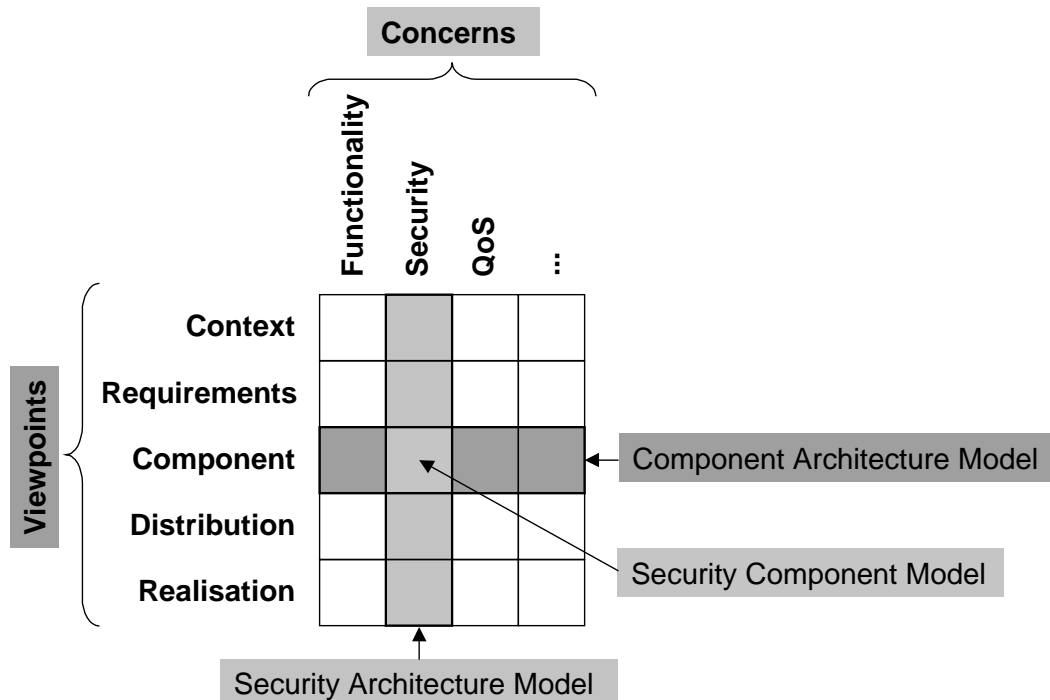 Concerns
Functionality
Security
QoS
...
Viewpoints
Context
Requirements
Component
Distribution
Realisation
Component Architecture Model
Security Component Model
Security Architecture Model